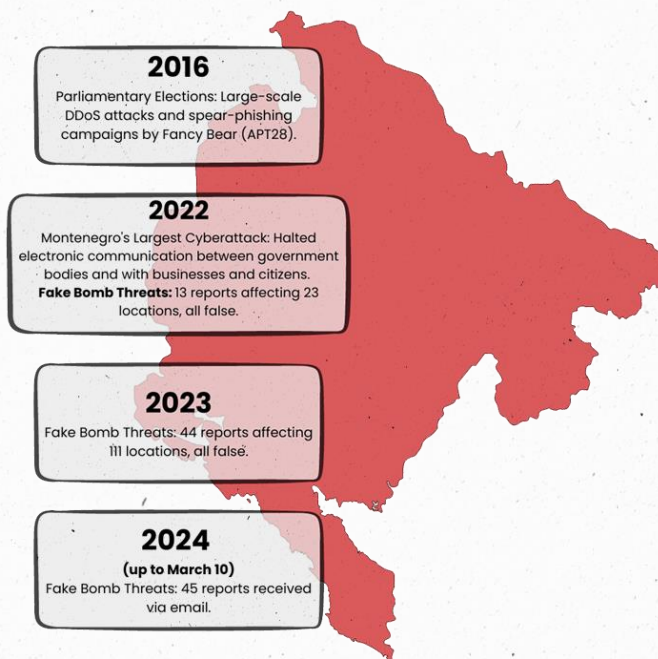 2016
Parliamentary Elections: Large-scale
DDoS attacks and spear-phishing
campaigns by Fancy Bear (APT28).
2022
Montenegro's Largest Cyberattack: Halted
electronic communication between government
bodies and with businesses and citizens.
Fake Bomb Threats: 13 reports affecting 23
locations, all false.
2023
Fake Bomb Threats: 44 reports affecting
111 locations, all false.
2024
(up to March 10)
Fake Bomb Threats: 45 reports received
via email.